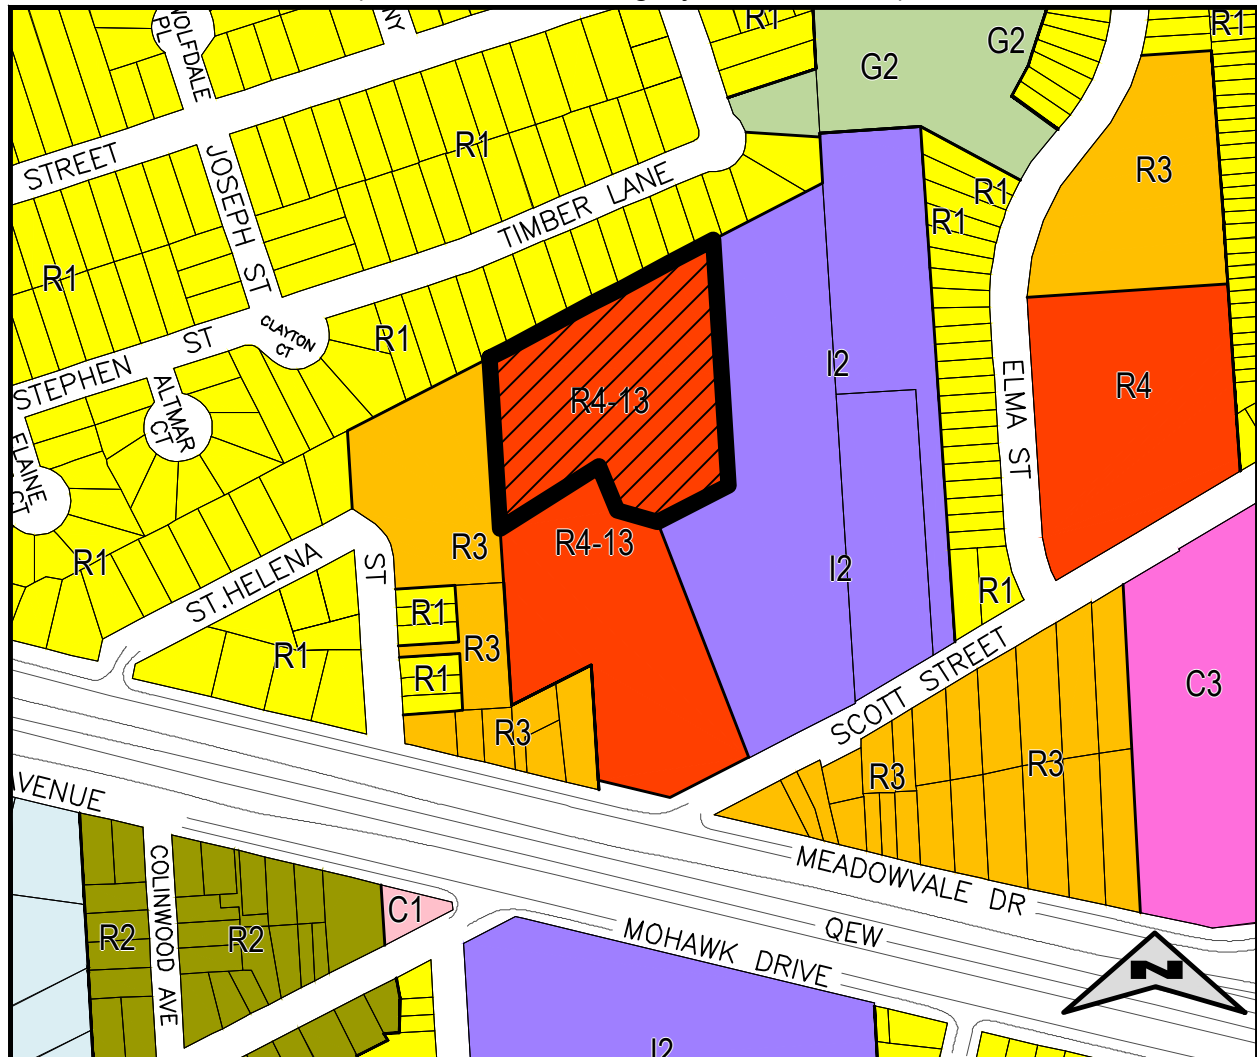 WOLFDALE
PL
NY
R1
G2
G2
R1
STREET
JOSEPH ST
R1
TIMBER LANE
R3
R1
R1
R1
STEPHEN ST
CLAYTON
CT
R1
I2
R4-13
R4
ALTMAR
CT
ELMA ST
ELAINE
CT
R1
ST.HELENA
ST
R3
R4-13
I2
R1
R1
R3
R1
R1
SCOTT STREET
C3
R3
R3
R3
AVENUE
MEADOWVALE DR
COLINWOOD AVE
C1
R2
R2
QEW
MOHAWK DRIVE
N
I2